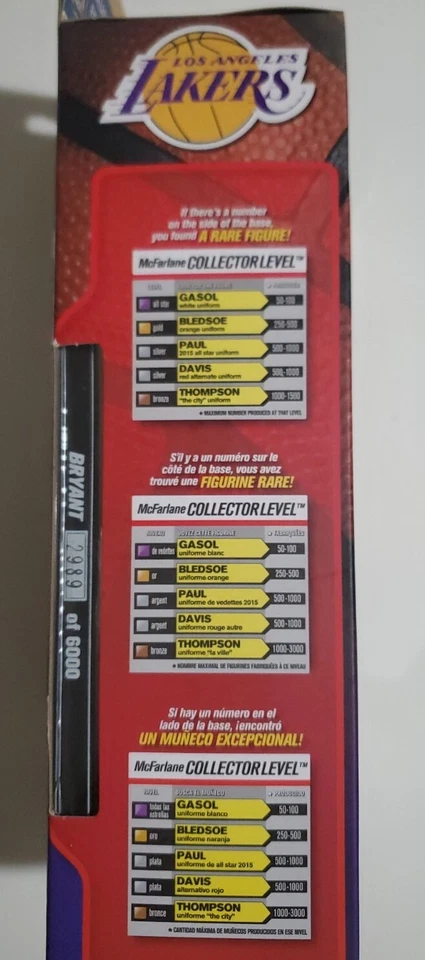 LOS ANGELES
LAKERS
If there's a number
on the side of the base,
you found A RARE FIGURE!
McFarlane COLLECTOR LEVEL™
all star GASOL white uniform 50-100
gold BLEDSOE orange uniform 250-500
silver PAUL 2015 all star uniform 500-1000
silver DAVIS red alternate uniform 500-1000
bronze THOMPSON "the city" uniform 1000-1500
★ MAXIMUM NUMBER PRODUCED AT THAT LEVEL
S'il y a un numéro sur le
côté de la base, vous avez
trouvé une FIGURINE RARE!
McFarlane COLLECTOR LEVEL™
NIVEAU ★ FABRIQUÉES
de vedettes GASOL uniforme blanc 50-100
or BLEDSOE uniforme orange 250-500
argent PAUL uniforme de vedettes 2015 500-1000
argent DAVIS uniforme rouge autre 500-1000
bronze THOMPSON uniforme "la ville" 1000-3000
★ NOMBRE MAXIMAL DE FIGURINES FABRIQUÉES À CE NIVEAU
Si hay un número en el
lado de la base, ¡encontró
UN MUÑECO EXCEPCIONAL!
McFarlane COLLECTOR LEVEL™
NIVEL BUSCA EL MUÑECO ★ PRODUCIDO
todas las estrellas GASOL uniforme blanco 50-100
oro BLEDSOE uniforme naranja 250-500
plata PAUL uniforme de all star 2015 500-1000
plata DAVIS alternativo rojo 500-1000
bronce THOMPSON uniforme "the city" 1000-3000
★ CANTIDAD MÁXIMA DE MUÑECOS PRODUCIDOS EN ESE NIVEL
BRYANT 2989 of 6000